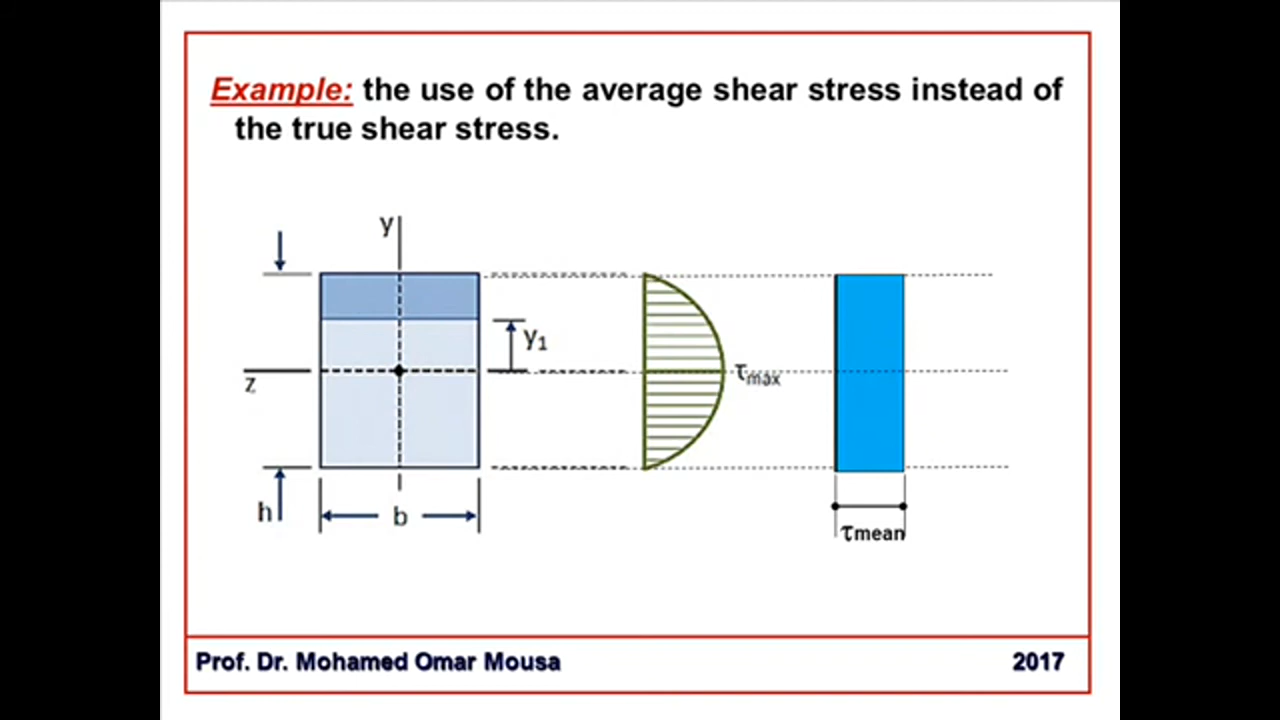 Example: the use of the average shear stress instead of
the true shear stress.
y
y₁
z
τmax
h
b
τmean
Prof. Dr. Mohamed Omar Mousa
2017